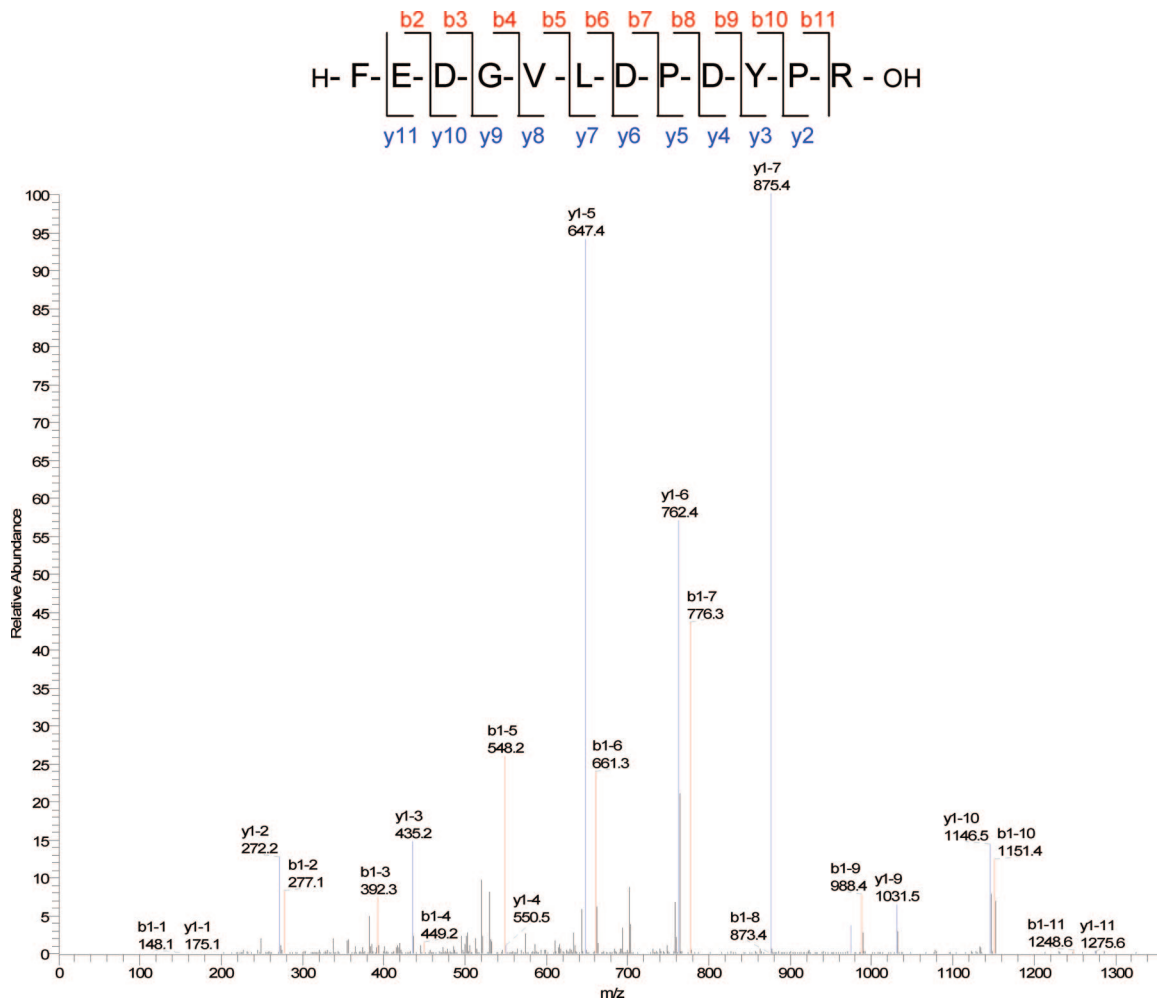 b2 b3 b4 b5 b6 b7 b8 b9 b10 b11
H- F- E- D- G- V - L- D- P- D- Y- P- R - OH
y11 y10 y9 y8 y7 y6 y5 y4 y3 y2
y1-7
875.4
y1-5
647.4
y1-6
762.4
b1-7
776.3
b1-5
548.2
b1-6
661.3
y1-3
435.2
y1-2
272.2
b1-2
277.1
b1-3
392.3
b1-4
449.2
y1-4
550.5
b1-1
148.1
y1-1
175.1
b1-8
873.4
b1-9
988.4
y1-9
1031.5
y1-10
1146.5
b1-10
1151.4
b1-11
1248.6
y1-11
1275.6
Relative Abundance
100
95
90
85
80
75
70
65
60
55
50
45
40
35
30
25
20
15
10
5
0
0 100 200 300 400 500 600 700 800 900 1000 1100 1200 1300
m/z